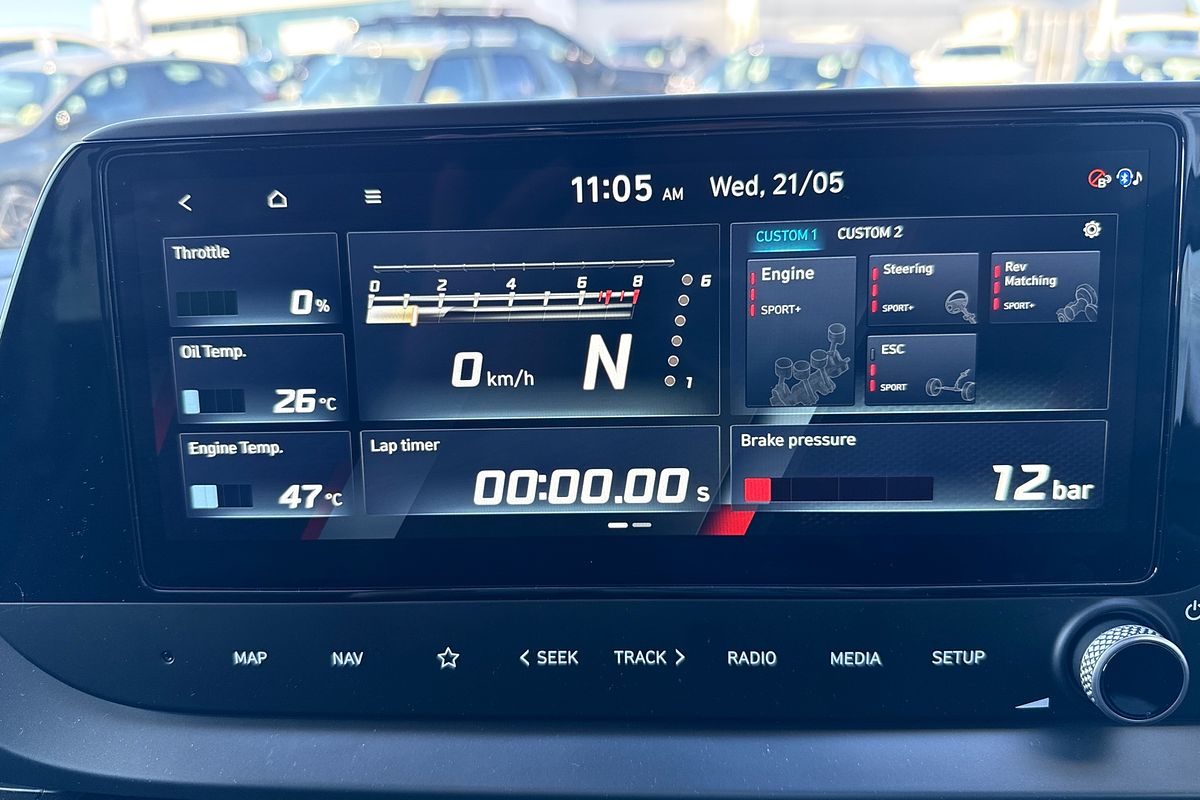 11:05 AM Wed, 21/05
B
Throttle
0 %
Oil Temp.
26 °C
Engine Temp.
47 °C
0 2 4 6 8
6
1
0 km/h
N
Lap timer
00:00.00 s
CUSTOM 1 CUSTOM 2
Engine
SPORT+
Steering
SPORT+
Rev
Matching
SPORT+
ESC
SPORT
Brake pressure
12 bar
MAP NAV SEEK TRACK RADIO MEDIA SETUP